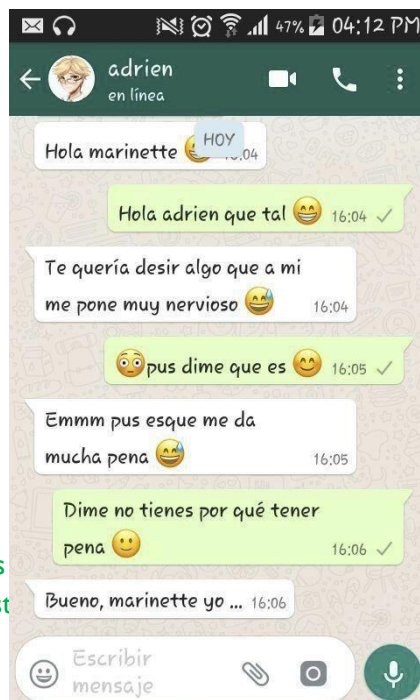 47% 04:12 PM
adrien
en línea
HOY
Hola marinette 😅 16:04
Hola adrien que tal 😁 16:04
Te quería desir algo que a mi
me pone muy nervioso 😅 16:04
😳pus dime que es 😊 16:05
Emmm pus esque me da
mucha pena 😅 16:05
Dime no tienes por qué tener
pena 🙂 16:06
Bueno, marinette yo ... 16:06
Escribir
mensaje